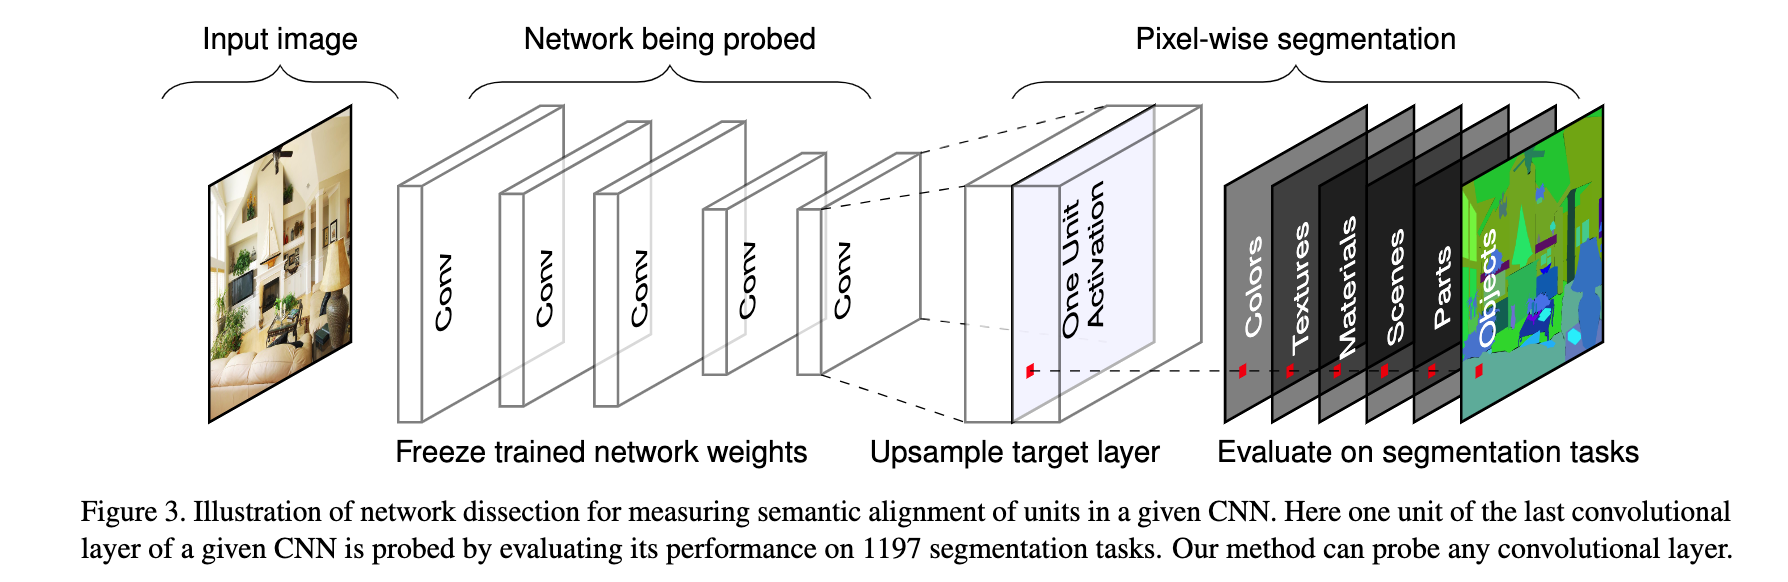 Input image
Network being probed
Pixel-wise segmentation
Conv
Conv
Conv
Conv
Conv
One Unit
Activation
Colors
Textures
Materials
Scenes
Parts
Objects
Freeze trained network weights
Upsample target layer
Evaluate on segmentation tasks
Figure 3. Illustration of network dissection for measuring semantic alignment of units in a given CNN. Here one unit of the last convolutional
layer of a given CNN is probed by evaluating its performance on 1197 segmentation tasks. Our method can probe any convolutional layer.